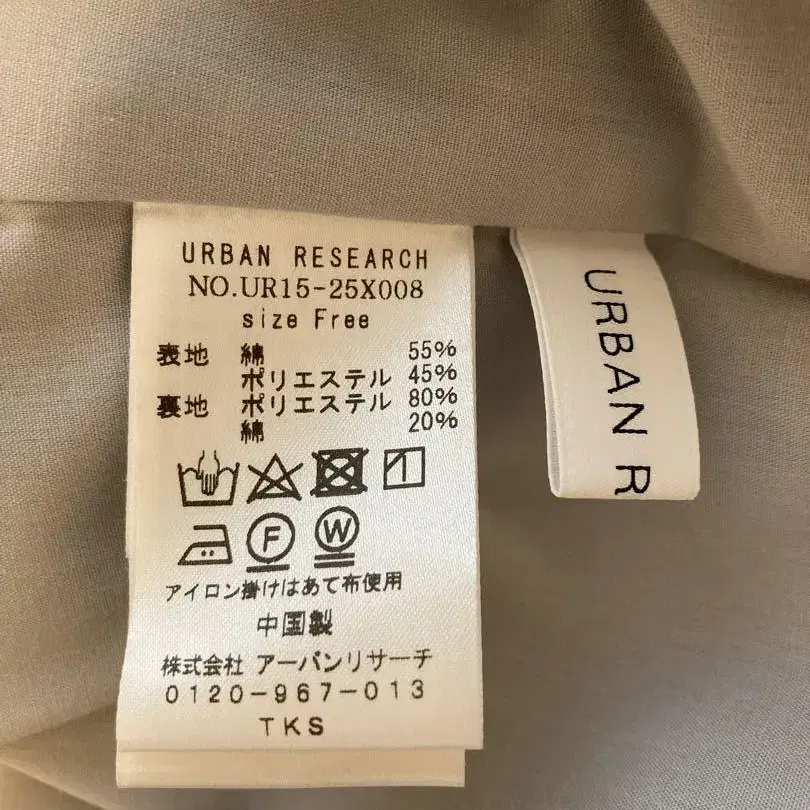 URBAN RESEARCH
NO.UR15-25X008
size Free
表地 綿 55%
ポリエステル 45%
裏地 ポリエステル 80%
綿 20%
F W
アイロン掛けはあて布使用
中国製
株式会社 アーバンリサーチ
0120-967-013
TKS
URBAN R